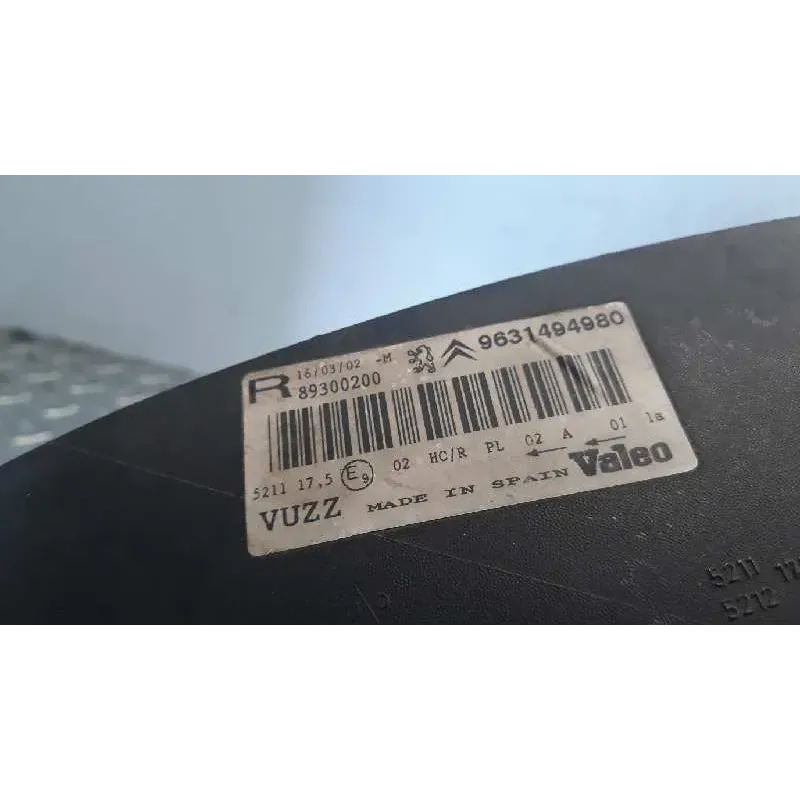 R 16/03/02 -M 9631494980
89300200
5211 17,5 E9 02 HC/R PL 02 A ← 01 ← 1a
VUZZ MADE IN SPAIN Valeo
5211
5212